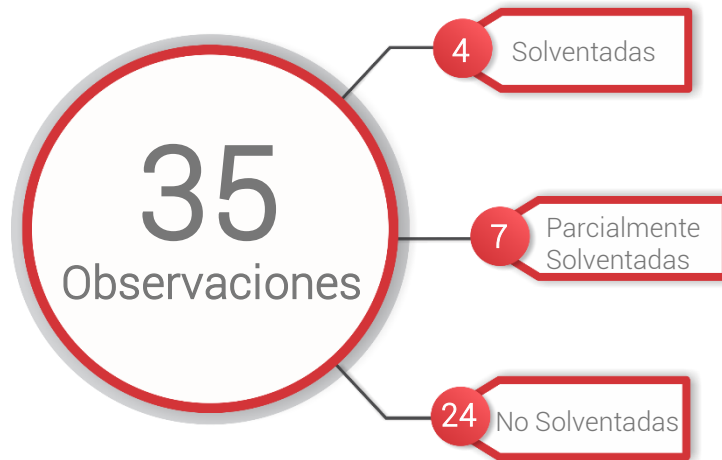 35
Observaciones
4
Solventadas
7
Parcialmente
Solventadas
24
No Solventadas